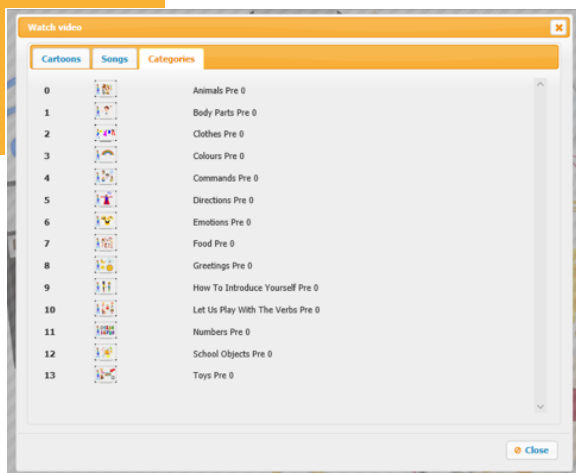 Watch video
Cartoons Songs Categories
0 Animals Pre 0
1 Body Parts Pre 0
2 Clothes Pre 0
3 Colours Pre 0
4 Commands Pre 0
5 Directions Pre 0
6 Emotions Pre 0
7 Food Pre 0
8 Greetings Pre 0
9 How To Introduce Yourself Pre 0
10 Let Us Play With The Verbs Pre 0
11 Numbers Pre 0
12 School Objects Pre 0
13 Toys Pre 0
Close